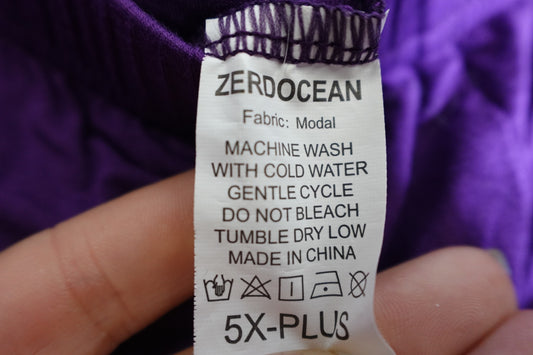 ZERDOCEAN
Fabric: Modal
MACHINE WASH
WITH COLD WATER
GENTLE CYCLE
DO NOT BLEACH
TUMBLE DRY LOW
MADE IN CHINA
5X-PLUS